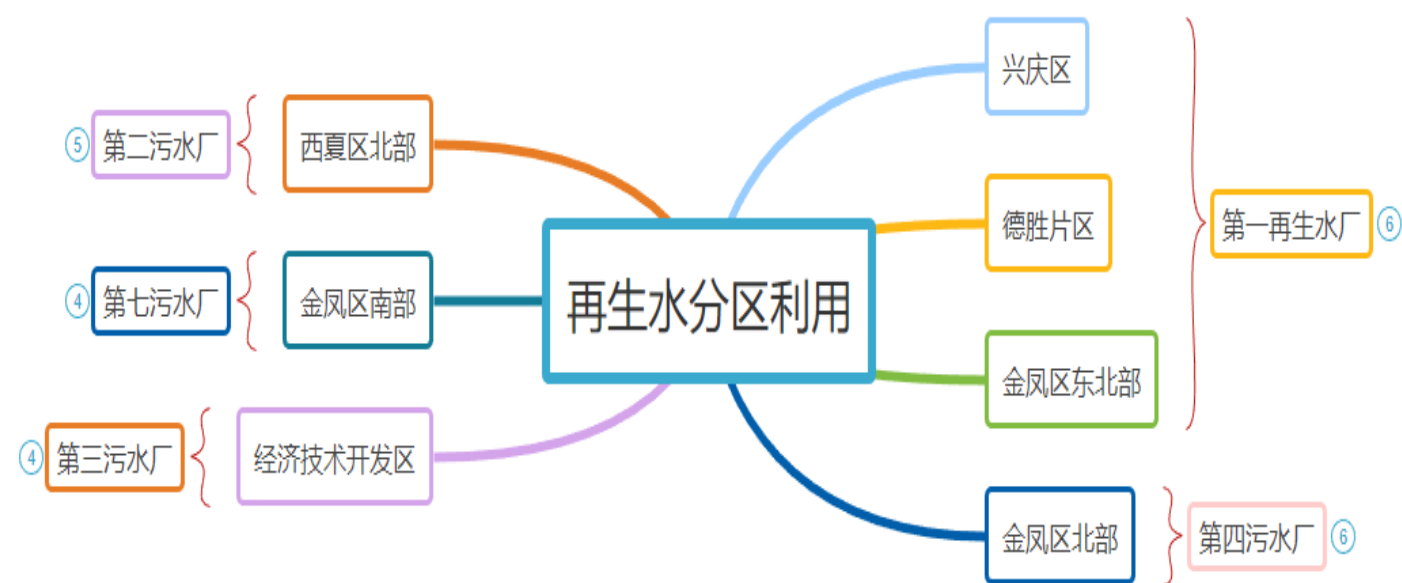 再生水分区利用
兴庆区
德胜片区
金凤区东北部
第一再生水厂
6
金凤区北部
第四污水厂
6
西夏区北部
第二污水厂
5
金凤区南部
第七污水厂
4
经济技术开发区
第三污水厂
4